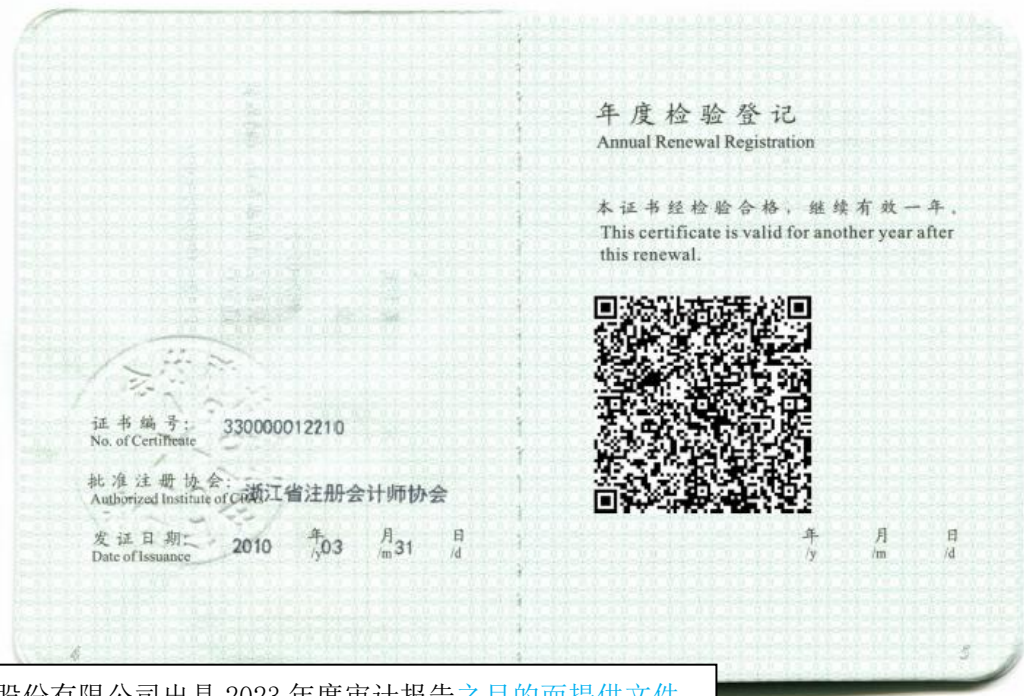 年度检验登记
Annual Renewal Registration
本证书经检验合格，继续有效一年。
This certificate is valid for another year after
this renewal.
证书编号：
No. of Certificate
330000012210
批准注册协会：
Authorized Institute of CPAs
浙江省注册会计师协会
发证日期：
Date of Issuance
2010 年 03 月 31 日
/y /m /d
年 月 日
/y /m /d
4
5
股份有限公司出具 2023 年度审计报告之目的而提供文件